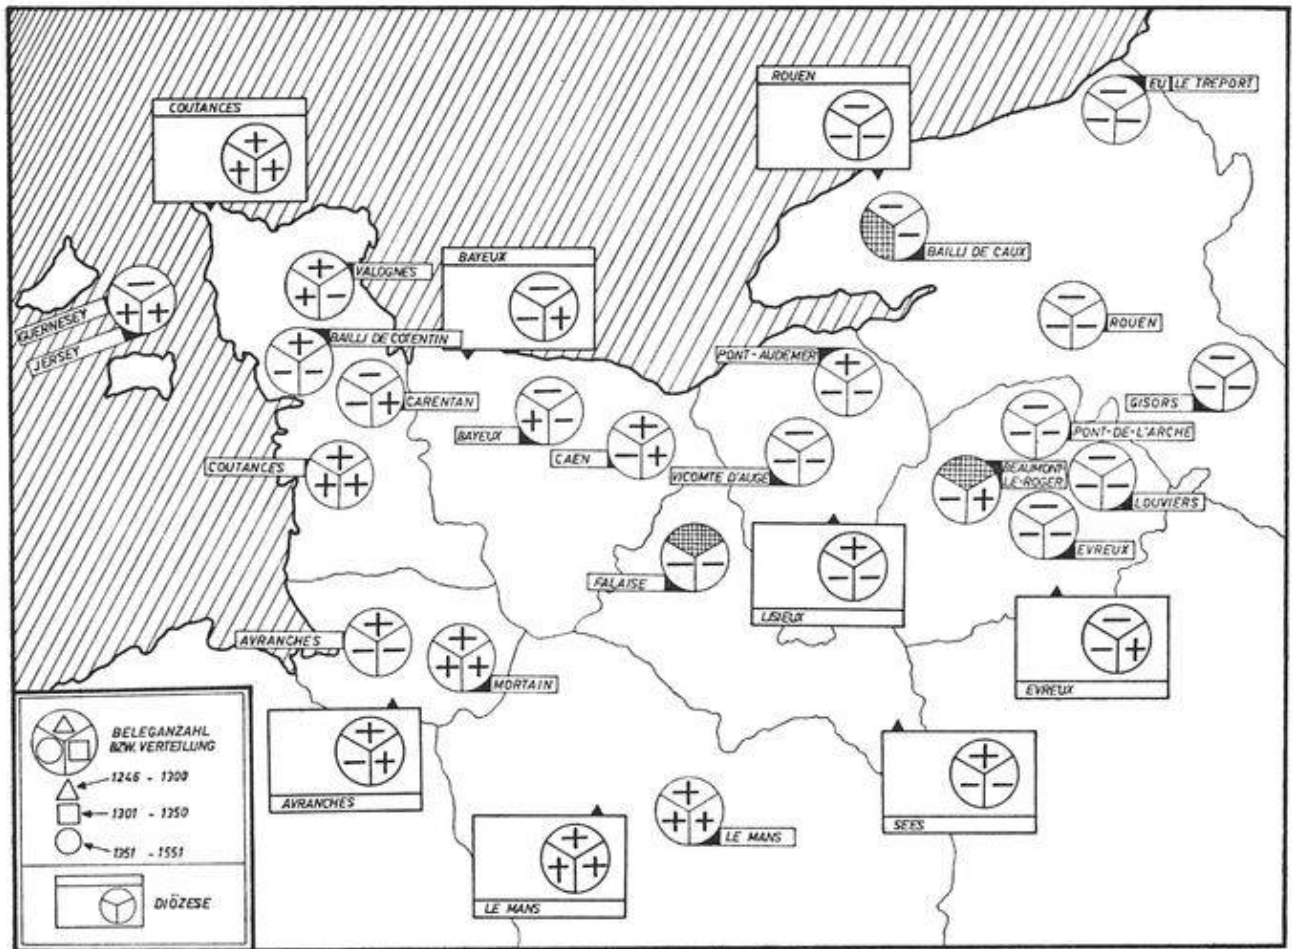 ROUEN
EU LE TREPORT
COUTANCES
BAILLI DE CAUX
BAYEUX
VALOGNES
GUERNESEY
JERSEY
ROUEN
BAILLI DE COTENTIN
PONT-AUDEMER
GISORS
CARENTAN
BAYEUX
CAEN
PONT-DE-L'ARCHE
COUTANCES
VICOMTE D'AUGE
BEAUMONT-
LE-ROGER
LOUVIERS
EVREUX
FALAISE
LISIEUX
AVRANCHES
MORTAIN
EVREUX
BELEGANZAHL
BZW. VERTEILUNG
1246 - 1300
1301 - 1350
1351 - 1551
DIÖZESE
AVRANCHES
SEES
LE MANS
LE MANS